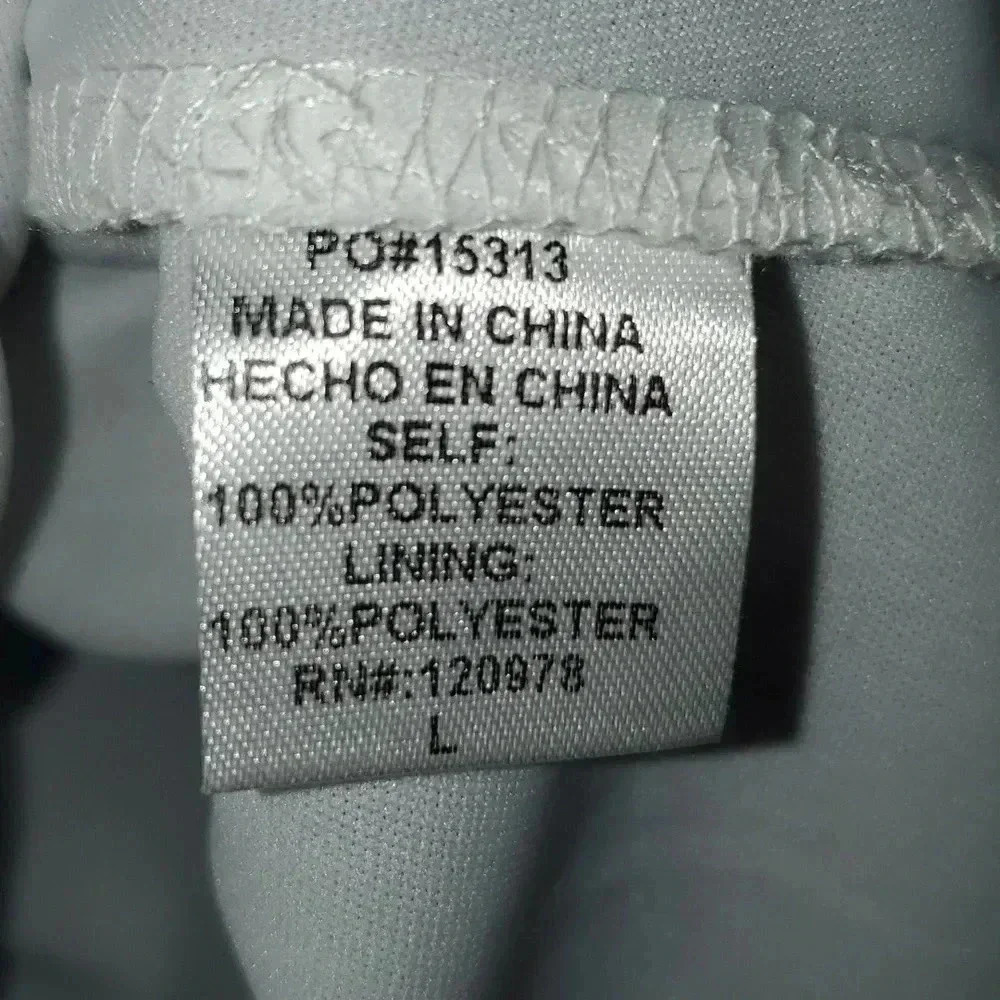 PO#15313
MADE IN CHINA
HECHO EN CHINA
SELF:
100%POLYESTER
LINING:
100%POLYESTER
RN#:120978
L